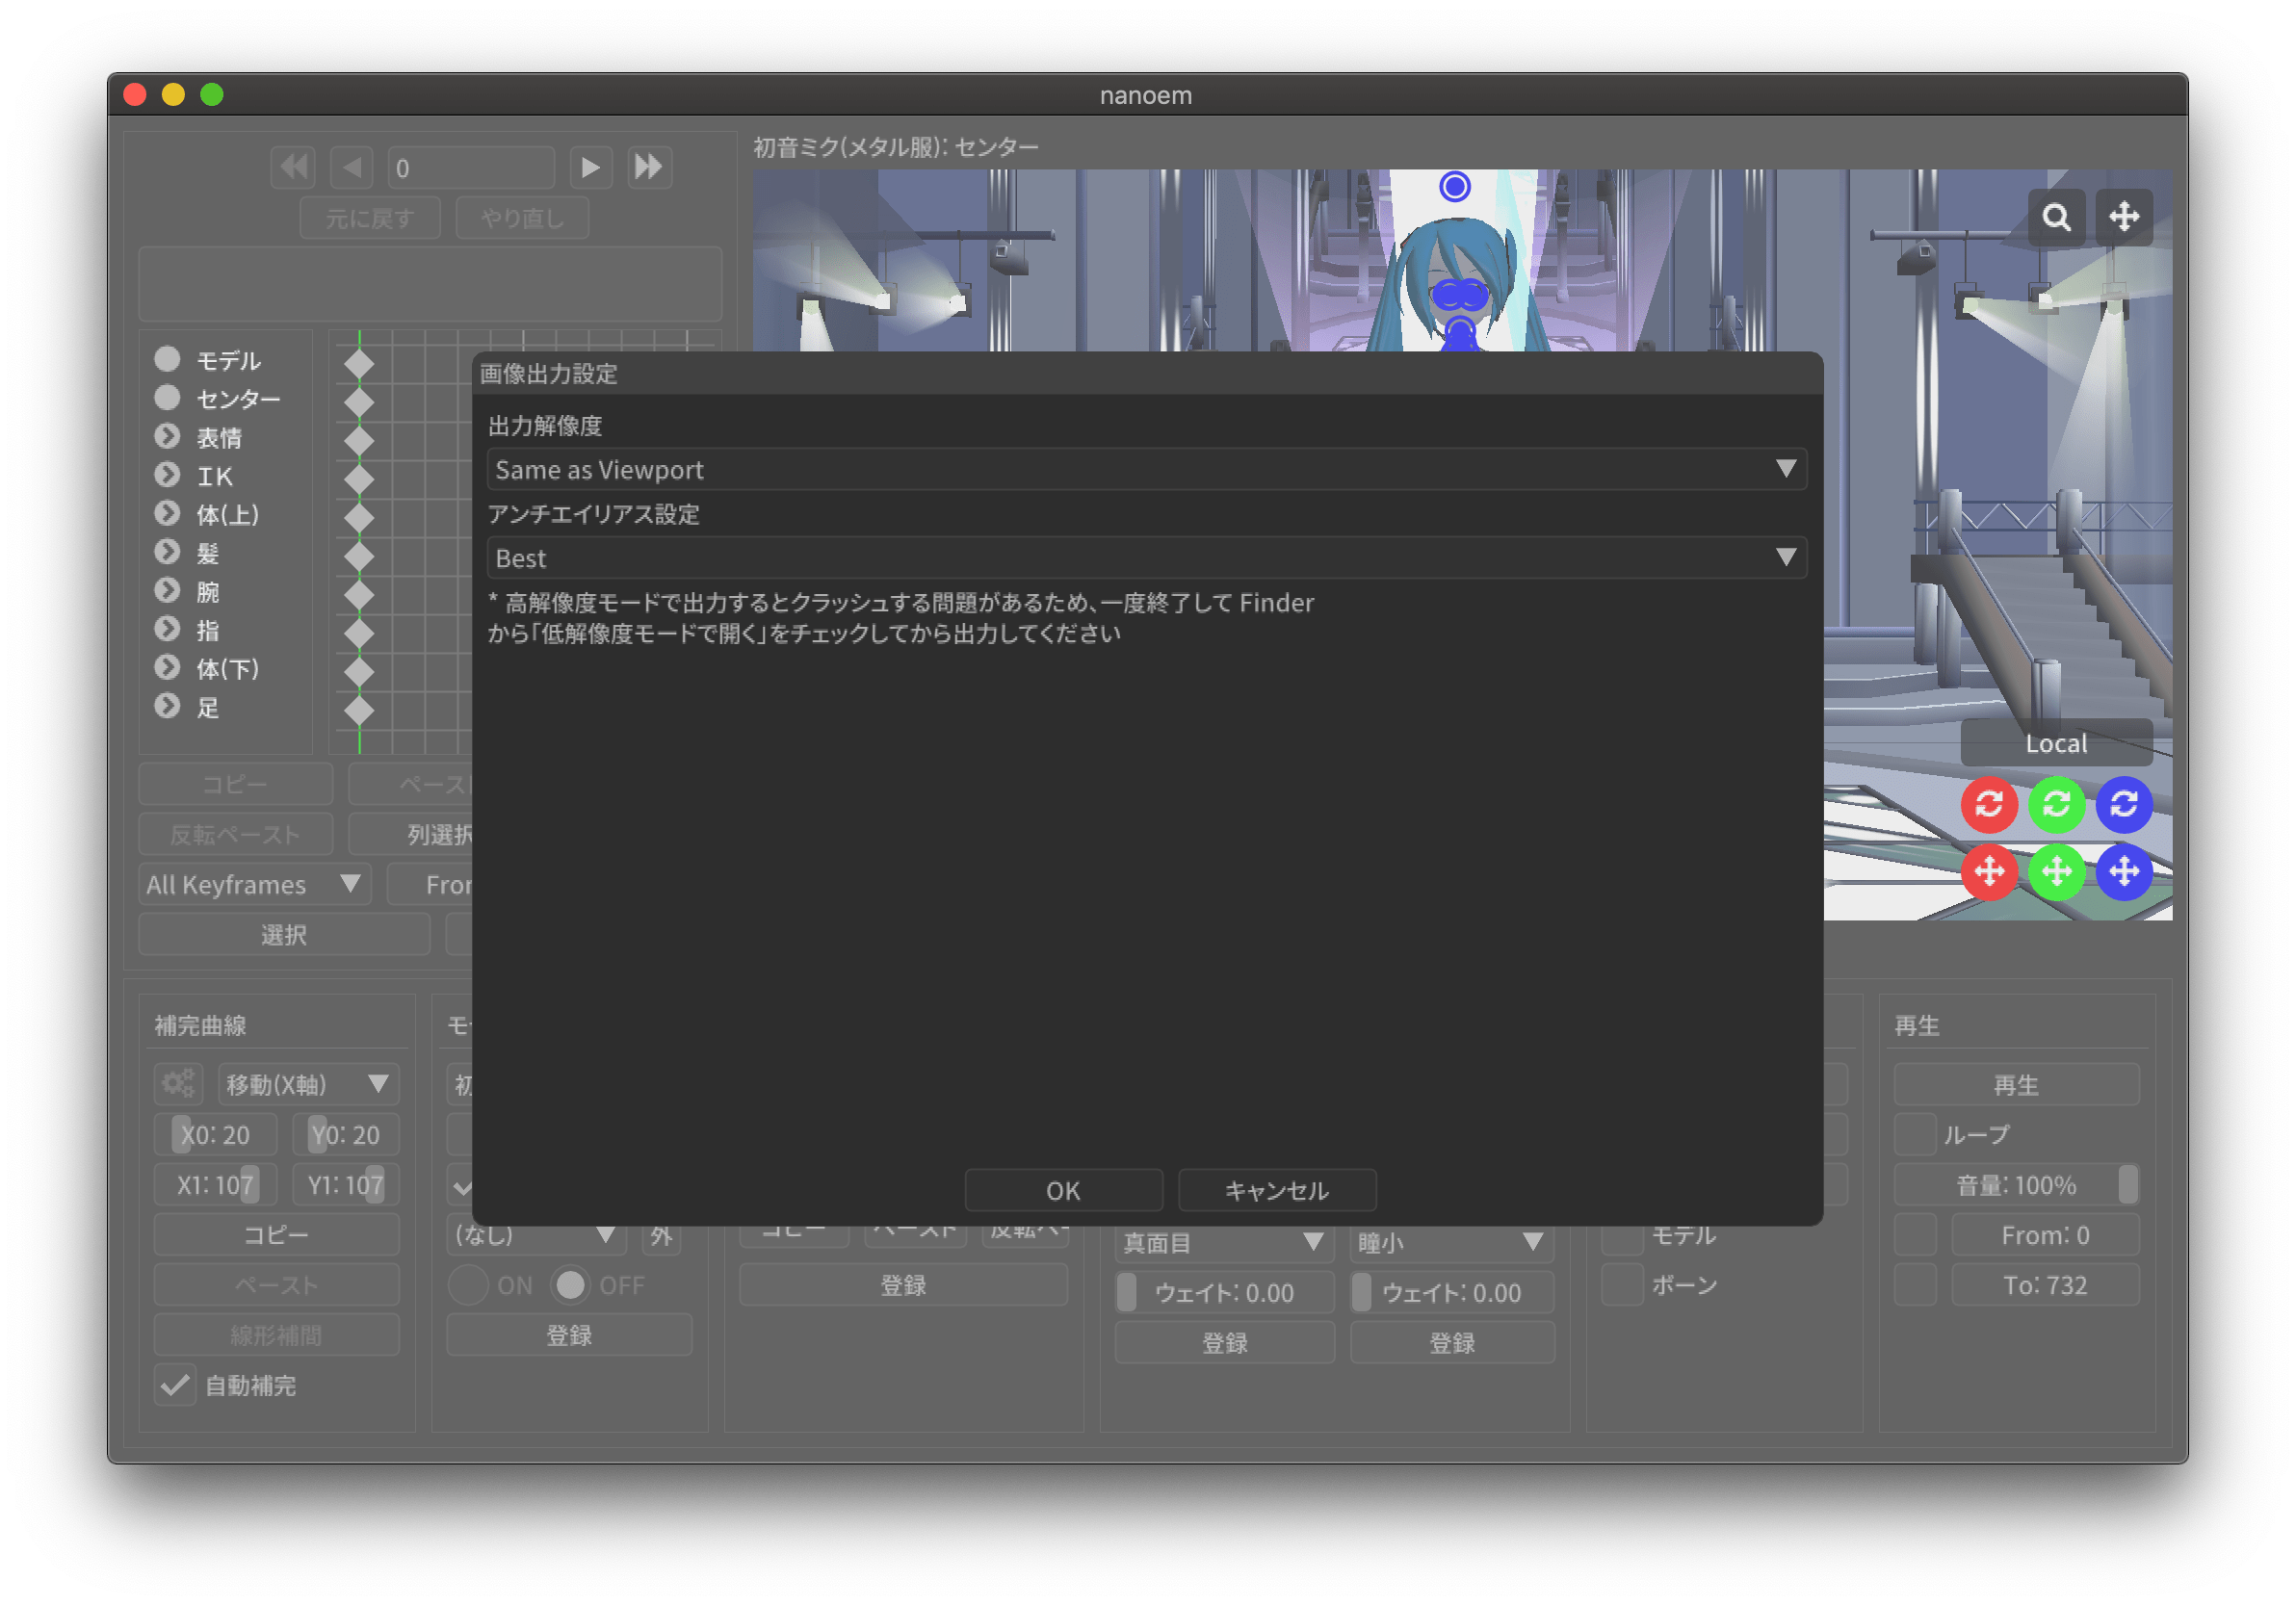 nanoem
0
元に戻す
やり直し
初音ミク(メタル服): センター
モデル
センター
表情
ＩＫ
体(上)
髪
腕
指
体(下)
足
コピー
反転ペースト
列選択
All Keyframes
選択
画像出力設定
出力解像度
Same as Viewport
アンチエイリアス設定
Best
* 高解像度モードで出力するとクラッシュする問題があるため、一度終了して Finder
から「低解像度モードで開く」をチェックしてから出力してください
OK
キャンセル
Local
補完曲線
移動(X軸)
X0: 20
Y0: 20
X1: 107
Y1: 107
コピー
ペースト
線形補間
自動補完
(なし)
外
ON
OFF
登録
コピー
ペースト
登録
真面目
瞳小
ウェイト: 0.00
ウェイト: 0.00
登録
登録
モデル
ボーン
再生
再生
ループ
音量: 100%
From: 0
To: 732